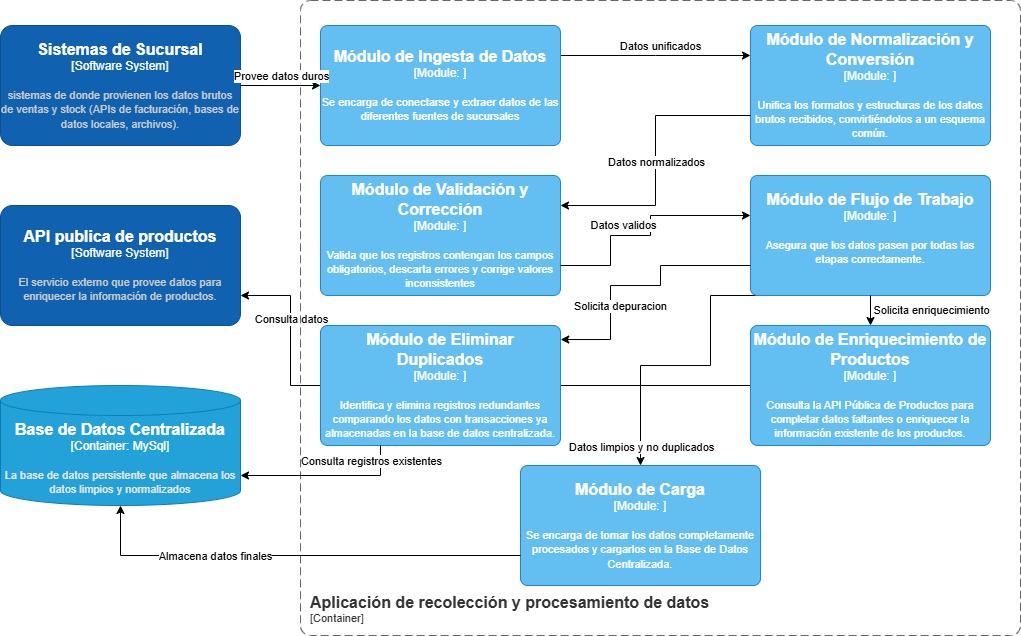 Sistemas de Sucursal
[Software System]
sistemas de donde provienen los datos brutos
de ventas y stock (APIs de facturación, bases de
datos locales, archivos).
Provee datos duros
Módulo de Ingesta de Datos
[Module: ]
Se encarga de conectarse y extraer datos de las
diferentes fuentes de sucursales
Datos unificados
Módulo de Normalización y
Conversión
[Module: ]
Unifica los formatos y estructuras de los datos
brutos recibidos, convirtiéndolos a un esquema
común.
Datos normalizados
Módulo de Validación y
Corrección
[Module: ]
Valida que los registros contengan los campos
obligatorios, descarta errores y corrige valores
inconsistentes
Datos validos
Módulo de Flujo de Trabajo
[Module: ]
Asegura que los datos pasen por todas las
etapas correctamente.
API publica de productos
[Software System]
El servicio externo que provee datos para
enriquecer la información de productos.
Consulta datos
Solicita depuracion
Solicita enriquecimiento
Módulo de Eliminar
Duplicados
[Module: ]
Identifica y elimina registros redundantes
comparando los datos con transacciones ya
almacenadas en la base de datos centralizada.
Módulo de Enriquecimiento de
Productos
[Module: ]
Consulta la API Pública de Productos para
completar datos faltantes o enriquecer la
información existente de los productos.
Base de Datos Centralizada
[Container: MySql]
La base de datos persistente que almacena los
datos limpios y normalizados
Consulta registros existentes
Datos limpios y no duplicados
Módulo de Carga
[Module: ]
Se encarga de tomar los datos completamente
procesados y cargarlos en la Base de Datos
Centralizada.
Almacena datos finales
Aplicación de recolección y procesamiento de datos
[Container]